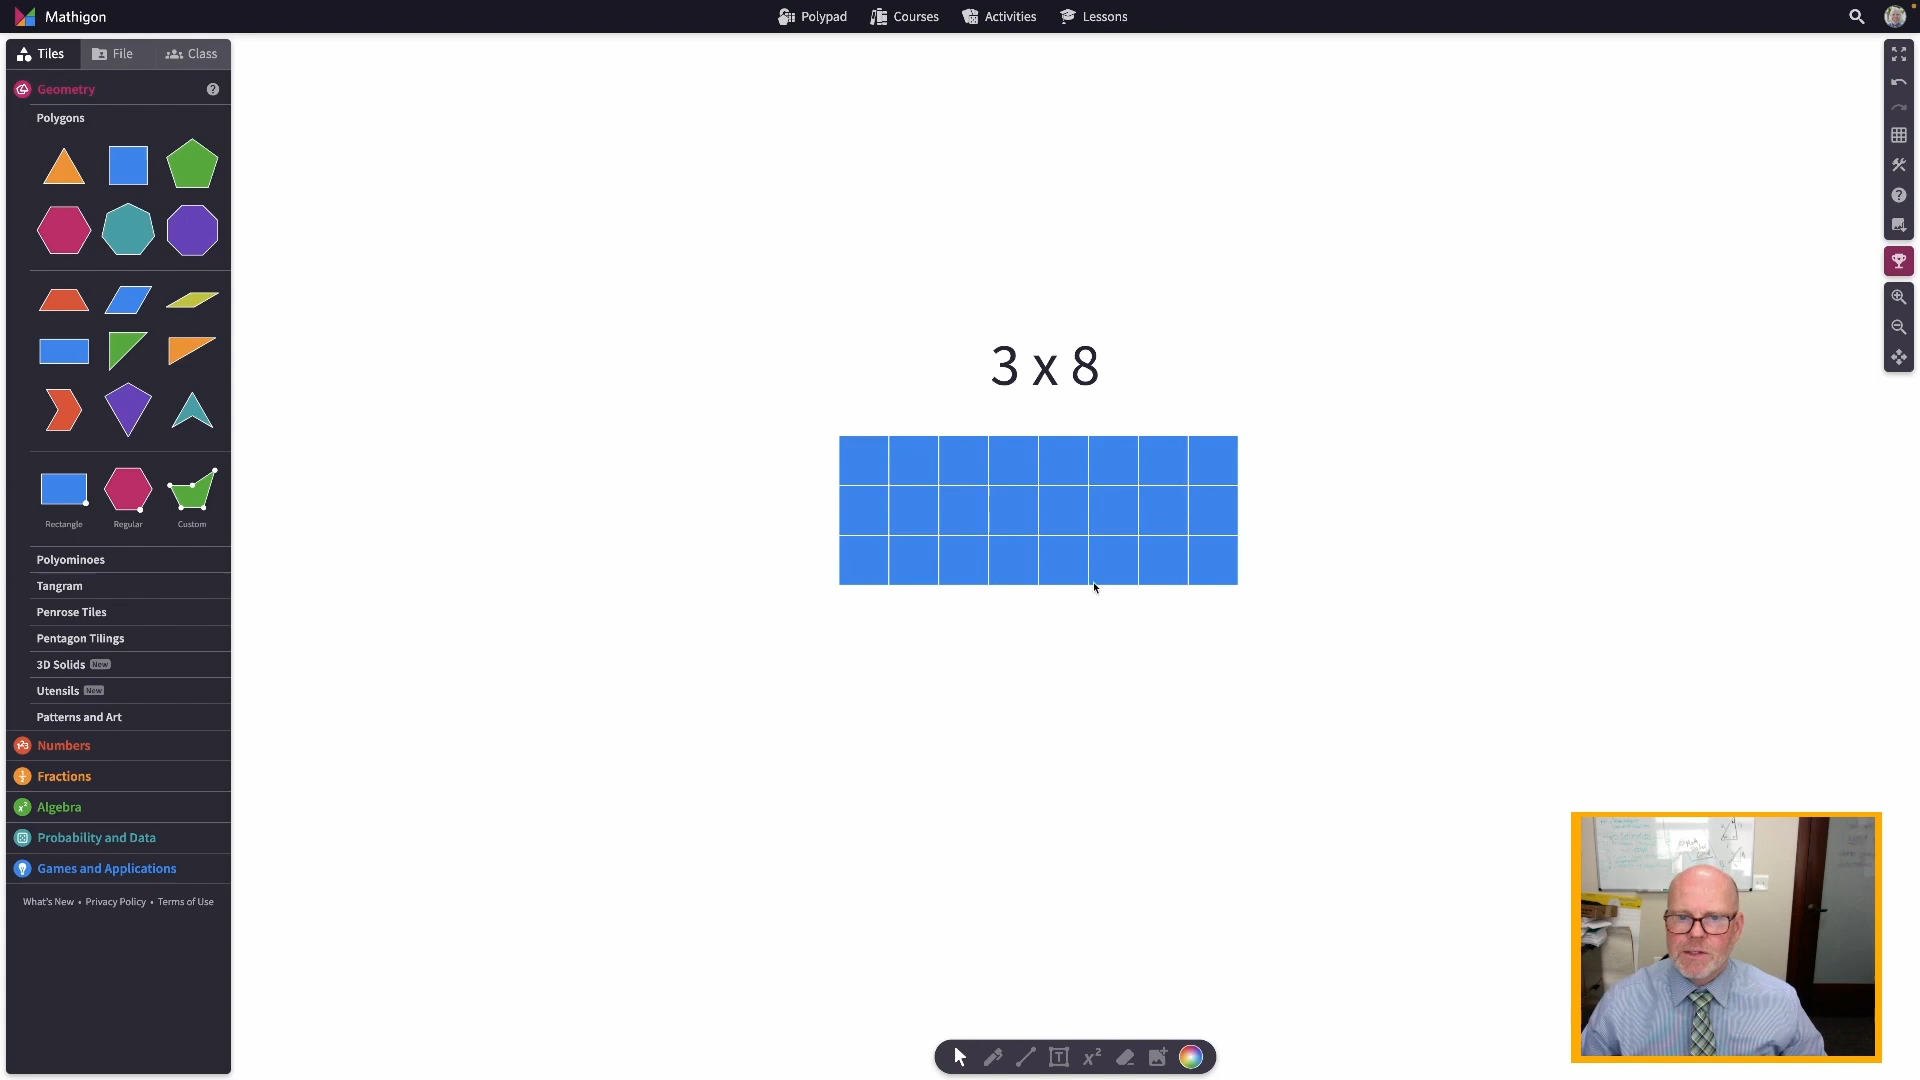 Mathigon
Polypad
Courses
Activities
Lessons
Tiles
File
Class
Geometry
?
Polygons
Rectangle
Regular
Custom
Polyominoes
Tangram
Penrose Tiles
Pentagon Tilings
3D Solids New
Utensils New
Patterns and Art
Numbers
Fractions
Algebra
Probability and Data
Games and Applications
What's New • Privacy Policy • Terms of Use
3 x 8
T
x²